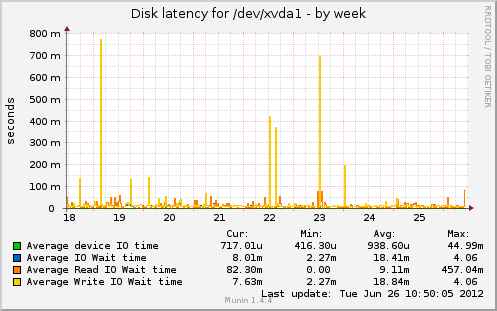 Disk latency for /dev/xvda1 - by week
RRDTOOL / TOBI OETIKER
seconds
800 m
700 m
600 m
500 m
400 m
300 m
200 m
100 m
0
18 19 20 21 22 23 24 25
Cur: Min: Avg: Max:
Average device IO time 717.01u 416.30u 938.60u 44.99m
Average IO Wait time 8.01m 2.27m 18.41m 4.06
Average Read IO Wait time 82.30m 0.00 9.11m 457.04m
Average Write IO Wait time 7.63m 2.27m 18.84m 4.06
Last update: Tue Jun 26 10:50:05 2012
Munin 1.4.4